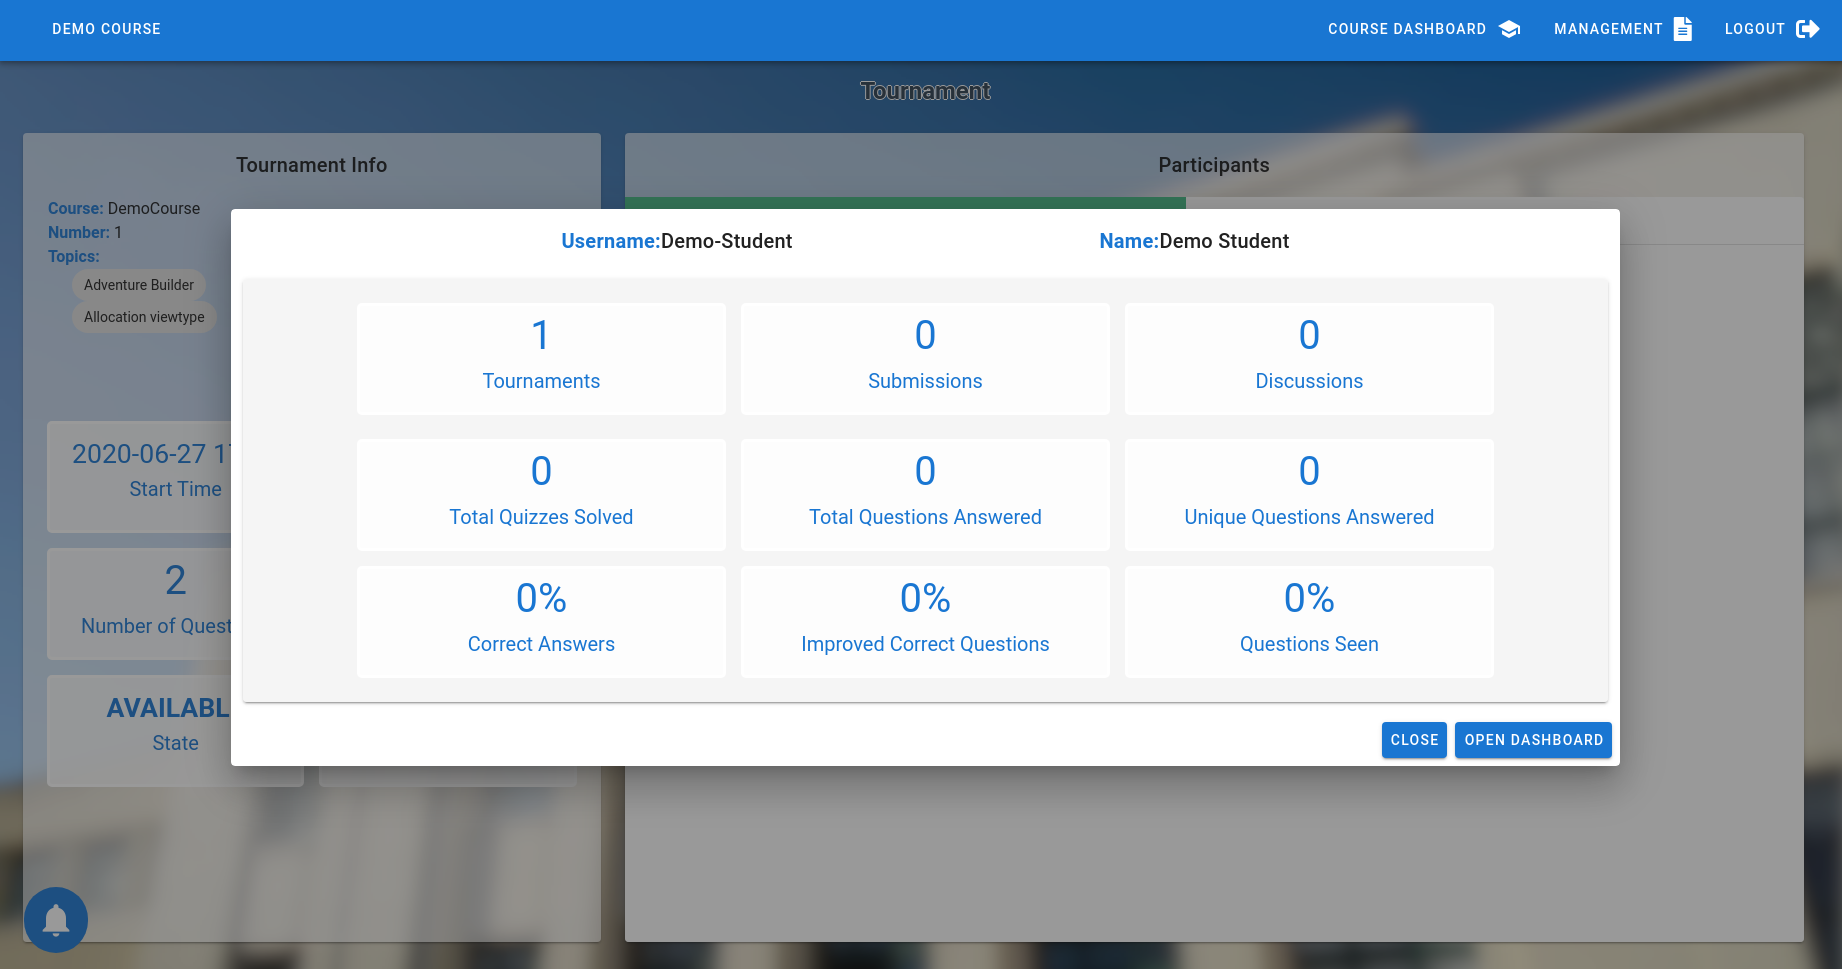 DEMO COURSE
COURSE DASHBOARD
MANAGEMENT
LOGOUT
Tournament
Tournament Info
Participants
Course: DemoCourse
Number: 1
Topics:
Adventure Builder
Allocation viewtype
2020-06-27
Start Time
2
Number of
State
Username:Demo-Student
Name:Demo Student
1
Tournaments
0
Submissions
0
Discussions
0
Total Quizzes Solved
0
Total Questions Answered
0
Unique Questions Answered
0%
Correct Answers
0%
Improved Correct Questions
0%
Questions Seen
CLOSE
OPEN DASHBOARD